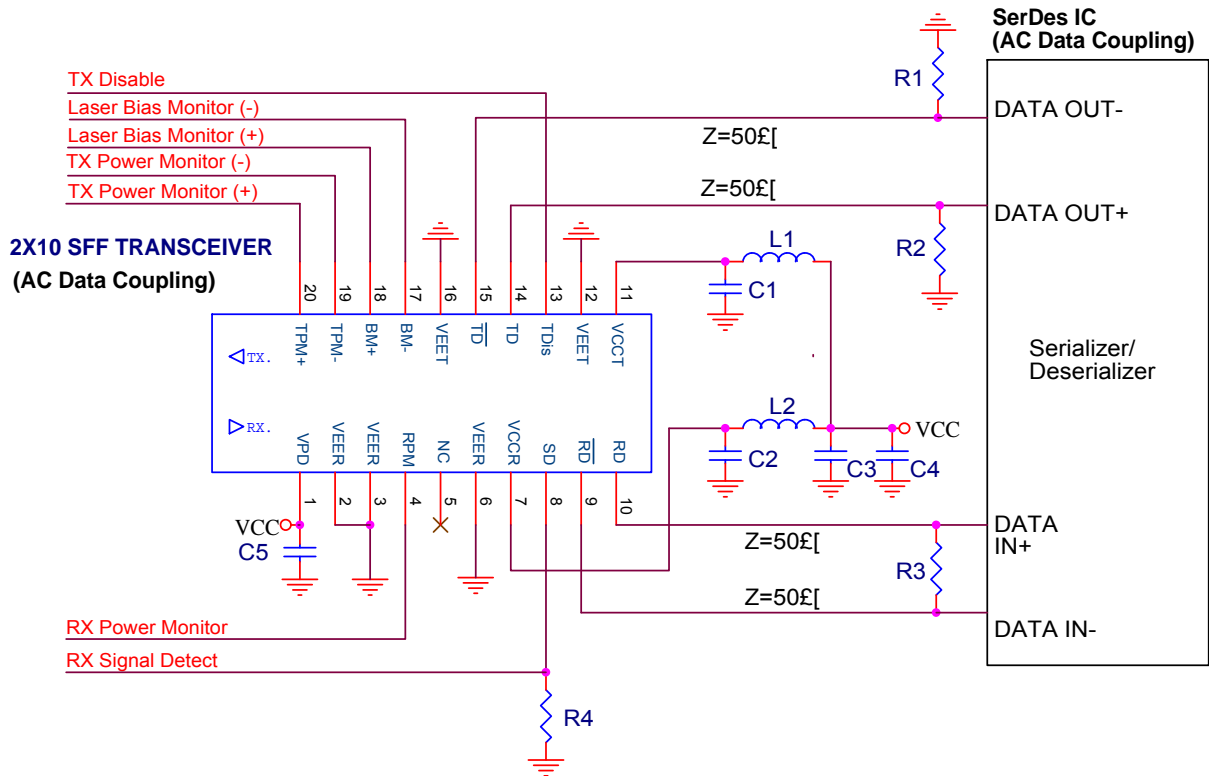 SerDes IC
(AC Data Coupling)
TX Disable
Laser Bias Monitor (-)
Laser Bias Monitor (+)
TX Power Monitor (-)
TX Power Monitor (+)
R1
DATA OUT-
Z=50£[
Z=50£[
DATA OUT+
R2
2X10 SFF TRANSCEIVER
(AC Data Coupling)
L1
C1
20
19
18
17
16
15
14
13
12
11
TPM+
TPM-
BM+
BM-
VEET
TD
TD
TDis
VEET
VCCT
TX.
RX.
Serializer/
Deserializer
L2
VCC
C2
C3
C4
VPD
VEER
VEER
RPM
NC
VEER
VCCR
SD
RD
RD
1
2
3
4
5
6
7
8
9
10
VCC
C5
DATA
IN+
Z=50£[
R3
Z=50£[
DATA IN-
RX Power Monitor
RX Signal Detect
R4